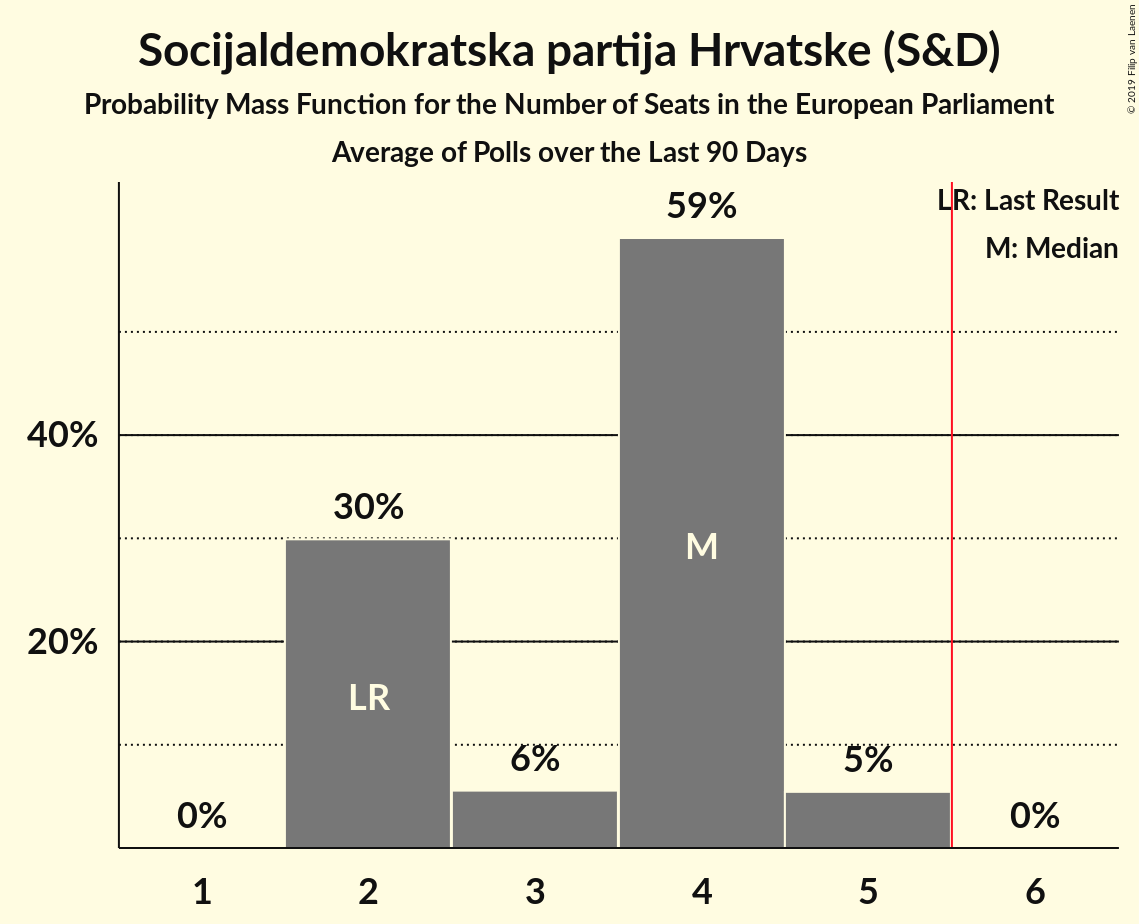 Socijaldemokratska partija Hrvatske (S&D)
Probability Mass Function for the Number of Seats in the European Parliament
Average of Polls over the Last 90 Days
© 2019 Filip van Laenen
LR: Last Result
M: Median
59%
40%
30%
M
20%
LR
6%
5%
0%
0%
1 2 3 4 5 6